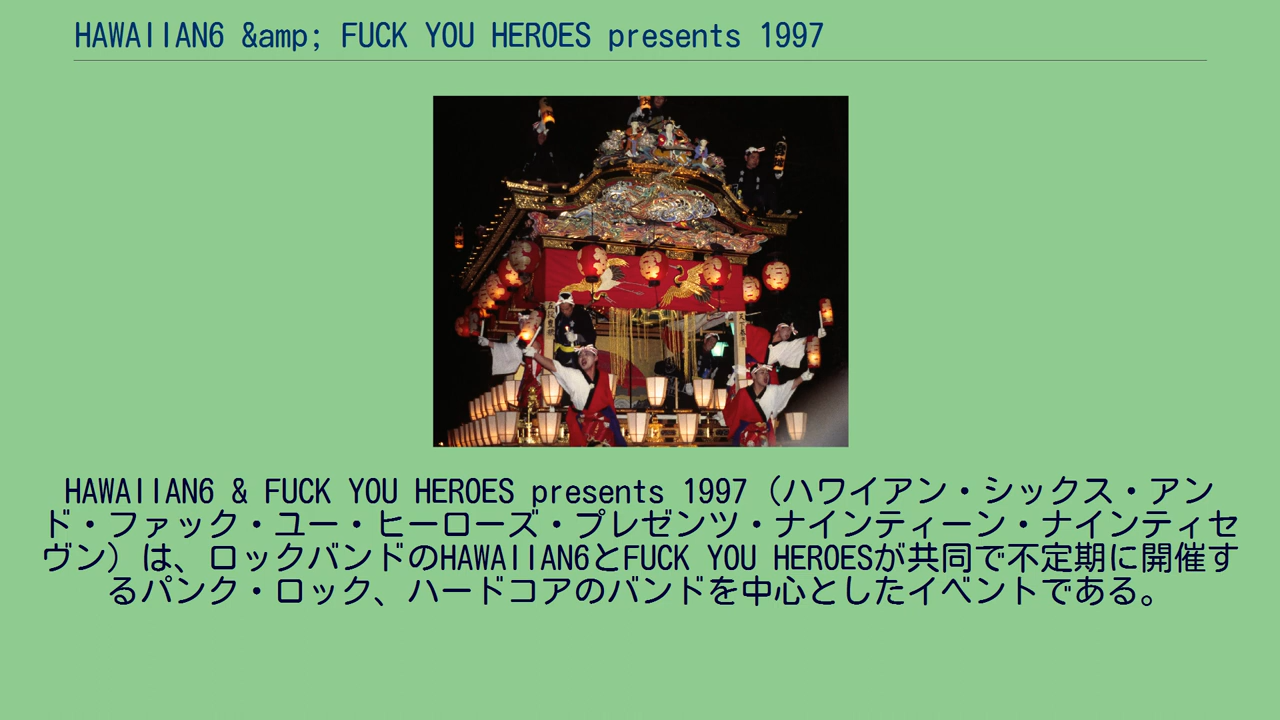 HAWAIIAN6 &amp; FUCK YOU HEROES presents 1997
HAWAIIAN6 & FUCK YOU HEROES presents 1997（ハワイアン・シックス・アン
ド・ファック・ユー・ヒーローズ・プレゼンツ・ナインティーン・ナインティセ
ヴン）は、ロックバンドのHAWAIIAN6とFUCK YOU HEROESが共同で不定期に開催す
るパンク・ロック、ハードコアのバンドを中心としたイベントである。